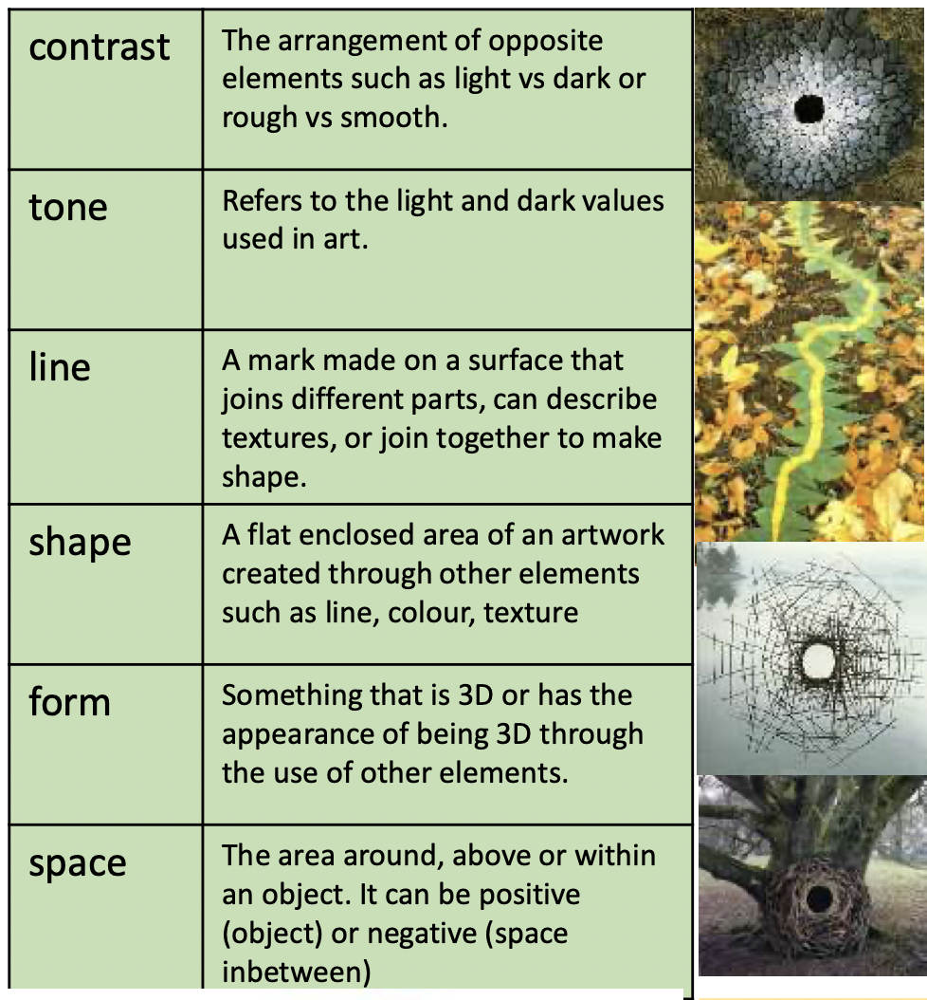 contrast
The arrangement of opposite
elements such as light vs dark or
rough vs smooth.
tone
Refers to the light and dark values
used in art.
line
A mark made on a surface that
joins different parts, can describe
textures, or join together to make
shape.
shape
A flat enclosed area of an artwork
created through other elements
such as line, colour, texture
form
Something that is 3D or has the
appearance of being 3D through
the use of other elements.
space
The area around, above or within
an object. It can be positive
(object) or negative (space
inbetween)